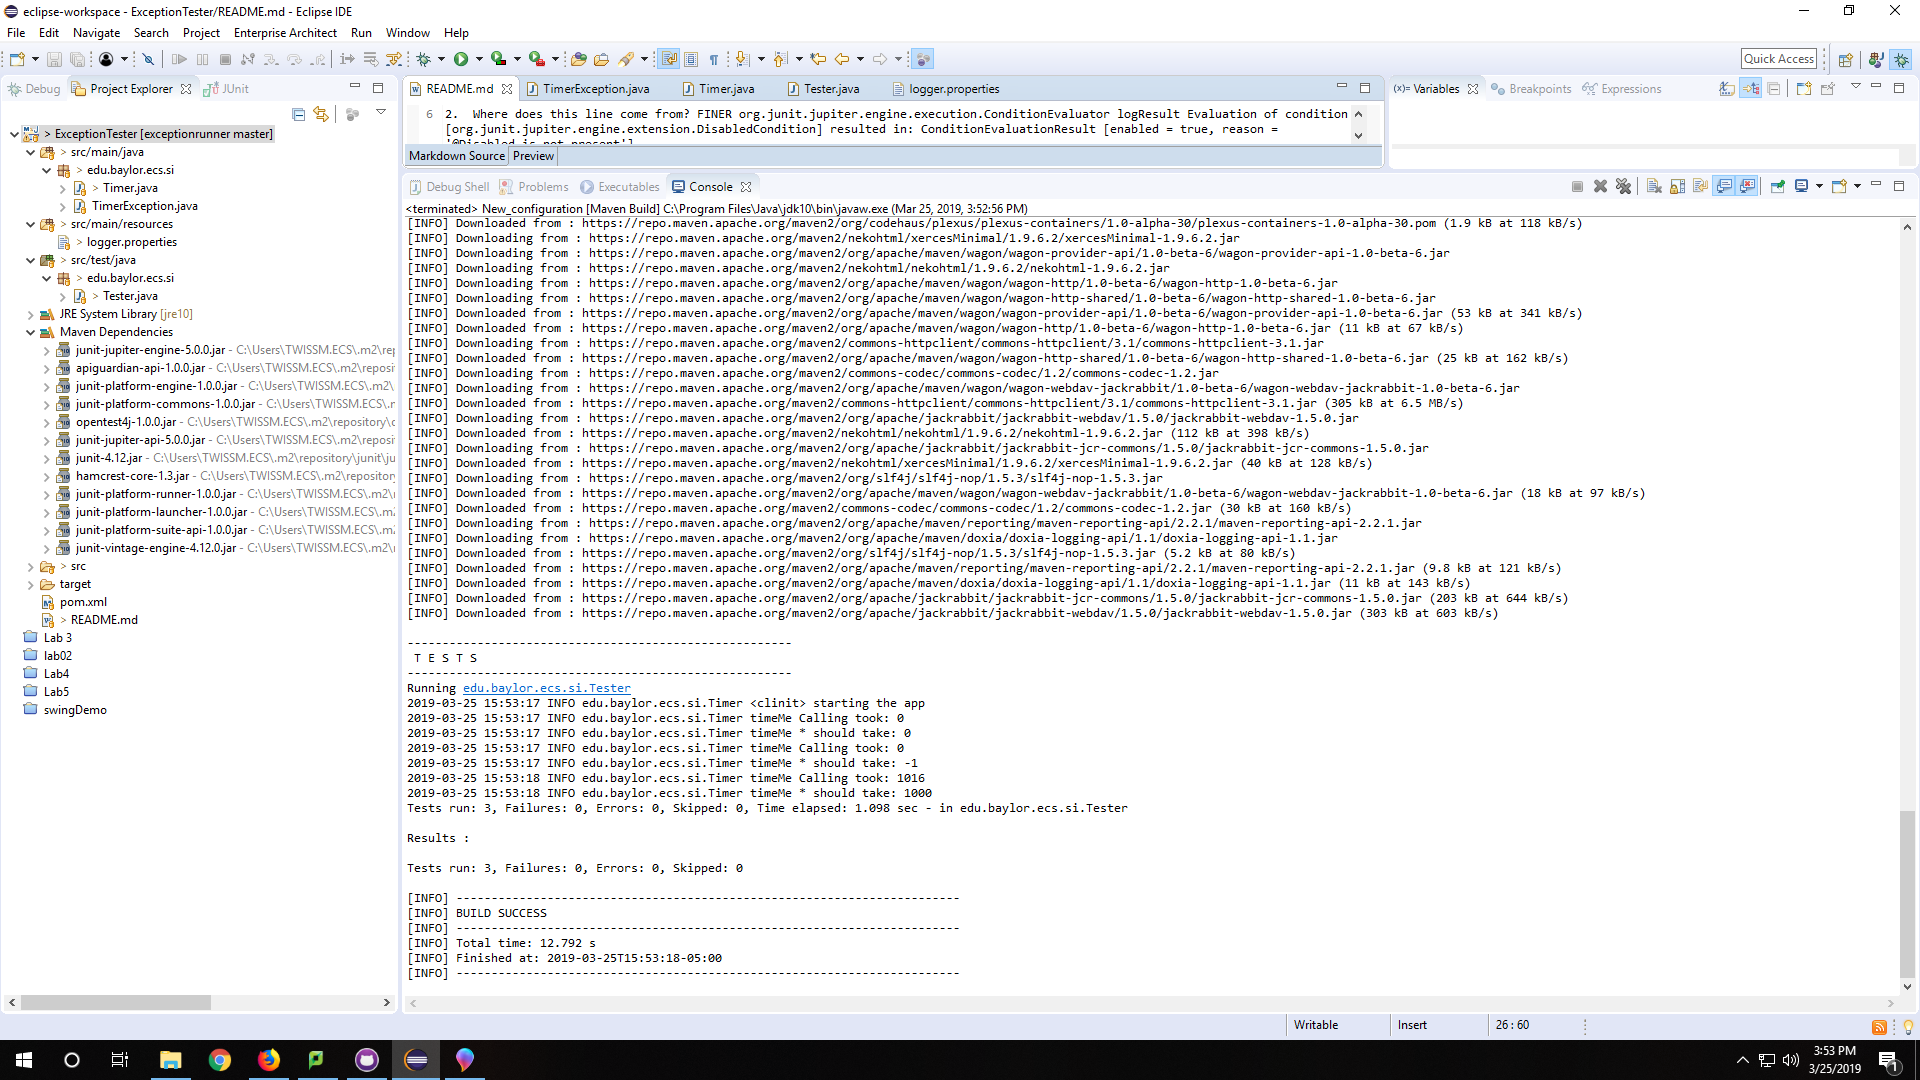 eclipse-workspace - ExceptionTester/README.md - Eclipse IDE
File Edit Navigate Search Project Enterprise Architect Run Window Help
Quick Access
Debug Project Explorer JUnit
> ExceptionTester [exceptionrunner master]
> src/main/java
> edu.baylor.ecs.si
> Timer.java
> TimerException.java
> src/main/resources
> logger.properties
> src/test/java
> edu.baylor.ecs.si
> Tester.java
JRE System Library [jre10]
Maven Dependencies
junit-jupiter-engine-5.0.0.jar - C:\Users\TWISSM.ECS\.m2\rep
apiguardian-api-1.0.0.jar - C:\Users\TWISSM.ECS\.m2\reposi
junit-platform-engine-1.0.0.jar - C:\Users\TWISSM.ECS\.m2\
junit-platform-commons-1.0.0.jar - C:\Users\TWISSM.ECS\.
opentest4j-1.0.0.jar - C:\Users\TWISSM.ECS\.m2\repository\
junit-jupiter-api-5.0.0.jar - C:\Users\TWISSM.ECS\.m2\reposi
junit-4.12.jar - C:\Users\TWISSM.ECS\.m2\repository\junit\ju
hamcrest-core-1.3.jar - C:\Users\TWISSM.ECS\.m2\repository
junit-platform-runner-1.0.0.jar - C:\Users\TWISSM.ECS\.m2\
junit-platform-launcher-1.0.0.jar - C:\Users\TWISSM.ECS\.m
junit-platform-suite-api-1.0.0.jar - C:\Users\TWISSM.ECS\.m
junit-vintage-engine-4.12.0.jar - C:\Users\TWISSM.ECS\.m2\
> src
target
pom.xml
> README.md
Lab 3
lab02
Lab4
Lab5
swingDemo
README.md TimerException.java Timer.java Tester.java logger.properties
6 2. Where does this line come from? FINER org.junit.jupiter.engine.execution.ConditionEvaluator logResult Evaluation of condition
[org.junit.jupiter.engine.extension.DisabledCondition] resulted in: ConditionEvaluationResult [enabled = true, reason =
'@Disabled is not present']
Markdown Source Preview
(x)= Variables Breakpoints Expressions
Debug Shell Problems Executables Console
<terminated> New_configuration [Maven Build] C:\Program Files\Java\jdk10\bin\javaw.exe (Mar 25, 2019, 3:52:56 PM)
[INFO] Downloaded from : https://repo.maven.apache.org/maven2/org/codehaus/plexus/plexus-containers/1.0-alpha-30/plexus-containers-1.0-alpha-30.pom (1.9 kB at 118 kB/s)
[INFO] Downloading from : https://repo.maven.apache.org/maven2/nekohtml/xercesMinimal/1.9.6.2/xercesMinimal-1.9.6.2.jar
[INFO] Downloading from : https://repo.maven.apache.org/maven2/org/apache/maven/wagon/wagon-provider-api/1.0-beta-6/wagon-provider-api-1.0-beta-6.jar
[INFO] Downloading from : https://repo.maven.apache.org/maven2/nekohtml/nekohtml/1.9.6.2/nekohtml-1.9.6.2.jar
[INFO] Downloading from : https://repo.maven.apache.org/maven2/org/apache/maven/wagon/wagon-http/1.0-beta-6/wagon-http-1.0-beta-6.jar
[INFO] Downloading from : https://repo.maven.apache.org/maven2/org/apache/maven/wagon/wagon-http-shared/1.0-beta-6/wagon-http-shared-1.0-beta-6.jar
[INFO] Downloaded from : https://repo.maven.apache.org/maven2/org/apache/maven/wagon/wagon-provider-api/1.0-beta-6/wagon-provider-api-1.0-beta-6.jar (53 kB at 341 kB/s)
[INFO] Downloaded from : https://repo.maven.apache.org/maven2/org/apache/maven/wagon/wagon-http/1.0-beta-6/wagon-http-1.0-beta-6.jar (11 kB at 67 kB/s)
[INFO] Downloading from : https://repo.maven.apache.org/maven2/commons-httpclient/commons-httpclient/3.1/commons-httpclient-3.1.jar
[INFO] Downloaded from : https://repo.maven.apache.org/maven2/org/apache/maven/wagon/wagon-http-shared/1.0-beta-6/wagon-http-shared-1.0-beta-6.jar (25 kB at 162 kB/s)
[INFO] Downloading from : https://repo.maven.apache.org/maven2/commons-codec/commons-codec/1.2/commons-codec-1.2.jar
[INFO] Downloading from : https://repo.maven.apache.org/maven2/org/apache/maven/wagon/wagon-webdav-jackrabbit/1.0-beta-6/wagon-webdav-jackrabbit-1.0-beta-6.jar
[INFO] Downloaded from : https://repo.maven.apache.org/maven2/commons-httpclient/commons-httpclient/3.1/commons-httpclient-3.1.jar (305 kB at 6.5 MB/s)
[INFO] Downloading from : https://repo.maven.apache.org/maven2/org/apache/jackrabbit/jackrabbit-webdav/1.5.0/jackrabbit-webdav-1.5.0.jar
[INFO] Downloaded from : https://repo.maven.apache.org/maven2/nekohtml/nekohtml/1.9.6.2/nekohtml-1.9.6.2.jar (112 kB at 398 kB/s)
[INFO] Downloading from : https://repo.maven.apache.org/maven2/org/apache/jackrabbit/jackrabbit-jcr-commons/1.5.0/jackrabbit-jcr-commons-1.5.0.jar
[INFO] Downloaded from : https://repo.maven.apache.org/maven2/nekohtml/xercesMinimal/1.9.6.2/xercesMinimal-1.9.6.2.jar (40 kB at 128 kB/s)
[INFO] Downloading from : https://repo.maven.apache.org/maven2/org/slf4j/slf4j-nop/1.5.3/slf4j-nop-1.5.3.jar
[INFO] Downloaded from : https://repo.maven.apache.org/maven2/org/apache/maven/wagon/wagon-webdav-jackrabbit/1.0-beta-6/wagon-webdav-jackrabbit-1.0-beta-6.jar (18 kB at 97 kB/s)
[INFO] Downloaded from : https://repo.maven.apache.org/maven2/commons-codec/commons-codec/1.2/commons-codec-1.2.jar (30 kB at 160 kB/s)
[INFO] Downloading from : https://repo.maven.apache.org/maven2/org/apache/maven/reporting/maven-reporting-api/2.2.1/maven-reporting-api-2.2.1.jar
[INFO] Downloading from : https://repo.maven.apache.org/maven2/org/apache/maven/doxia/doxia-logging-api/1.1/doxia-logging-api-1.1.jar
[INFO] Downloaded from : https://repo.maven.apache.org/maven2/org/slf4j/slf4j-nop/1.5.3/slf4j-nop-1.5.3.jar (5.2 kB at 80 kB/s)
[INFO] Downloaded from : https://repo.maven.apache.org/maven2/org/apache/maven/reporting/maven-reporting-api/2.2.1/maven-reporting-api-2.2.1.jar (9.8 kB at 121 kB/s)
[INFO] Downloaded from : https://repo.maven.apache.org/maven2/org/apache/maven/doxia/doxia-logging-api/1.1/doxia-logging-api-1.1.jar (11 kB at 143 kB/s)
[INFO] Downloaded from : https://repo.maven.apache.org/maven2/org/apache/jackrabbit/jackrabbit-jcr-commons/1.5.0/jackrabbit-jcr-commons-1.5.0.jar (203 kB at 644 kB/s)
[INFO] Downloaded from : https://repo.maven.apache.org/maven2/org/apache/jackrabbit/jackrabbit-webdav/1.5.0/jackrabbit-webdav-1.5.0.jar (303 kB at 603 kB/s)
-------------------------------------------------------
T E S T S
-------------------------------------------------------
Running edu.baylor.ecs.si.Tester
2019-03-25 15:53:17 INFO edu.baylor.ecs.si.Timer <clinit> starting the app
2019-03-25 15:53:17 INFO edu.baylor.ecs.si.Timer timeMe Calling took: 0
2019-03-25 15:53:17 INFO edu.baylor.ecs.si.Timer timeMe * should take: 0
2019-03-25 15:53:17 INFO edu.baylor.ecs.si.Timer timeMe Calling took: 0
2019-03-25 15:53:17 INFO edu.baylor.ecs.si.Timer timeMe * should take: -1
2019-03-25 15:53:18 INFO edu.baylor.ecs.si.Timer timeMe Calling took: 1016
2019-03-25 15:53:18 INFO edu.baylor.ecs.si.Timer timeMe * should take: 1000
Tests run: 3, Failures: 0, Errors: 0, Skipped: 0, Time elapsed: 1.098 sec - in edu.baylor.ecs.si.Tester
Results :
Tests run: 3, Failures: 0, Errors: 0, Skipped: 0
[INFO] ------------------------------------------------------------------------
[INFO] BUILD SUCCESS
[INFO] ------------------------------------------------------------------------
[INFO] Total time: 12.792 s
[INFO] Finished at: 2019-03-25T15:53:18-05:00
[INFO] ------------------------------------------------------------------------
Writable Insert 26 : 60
3:53 PM
3/25/2019
1